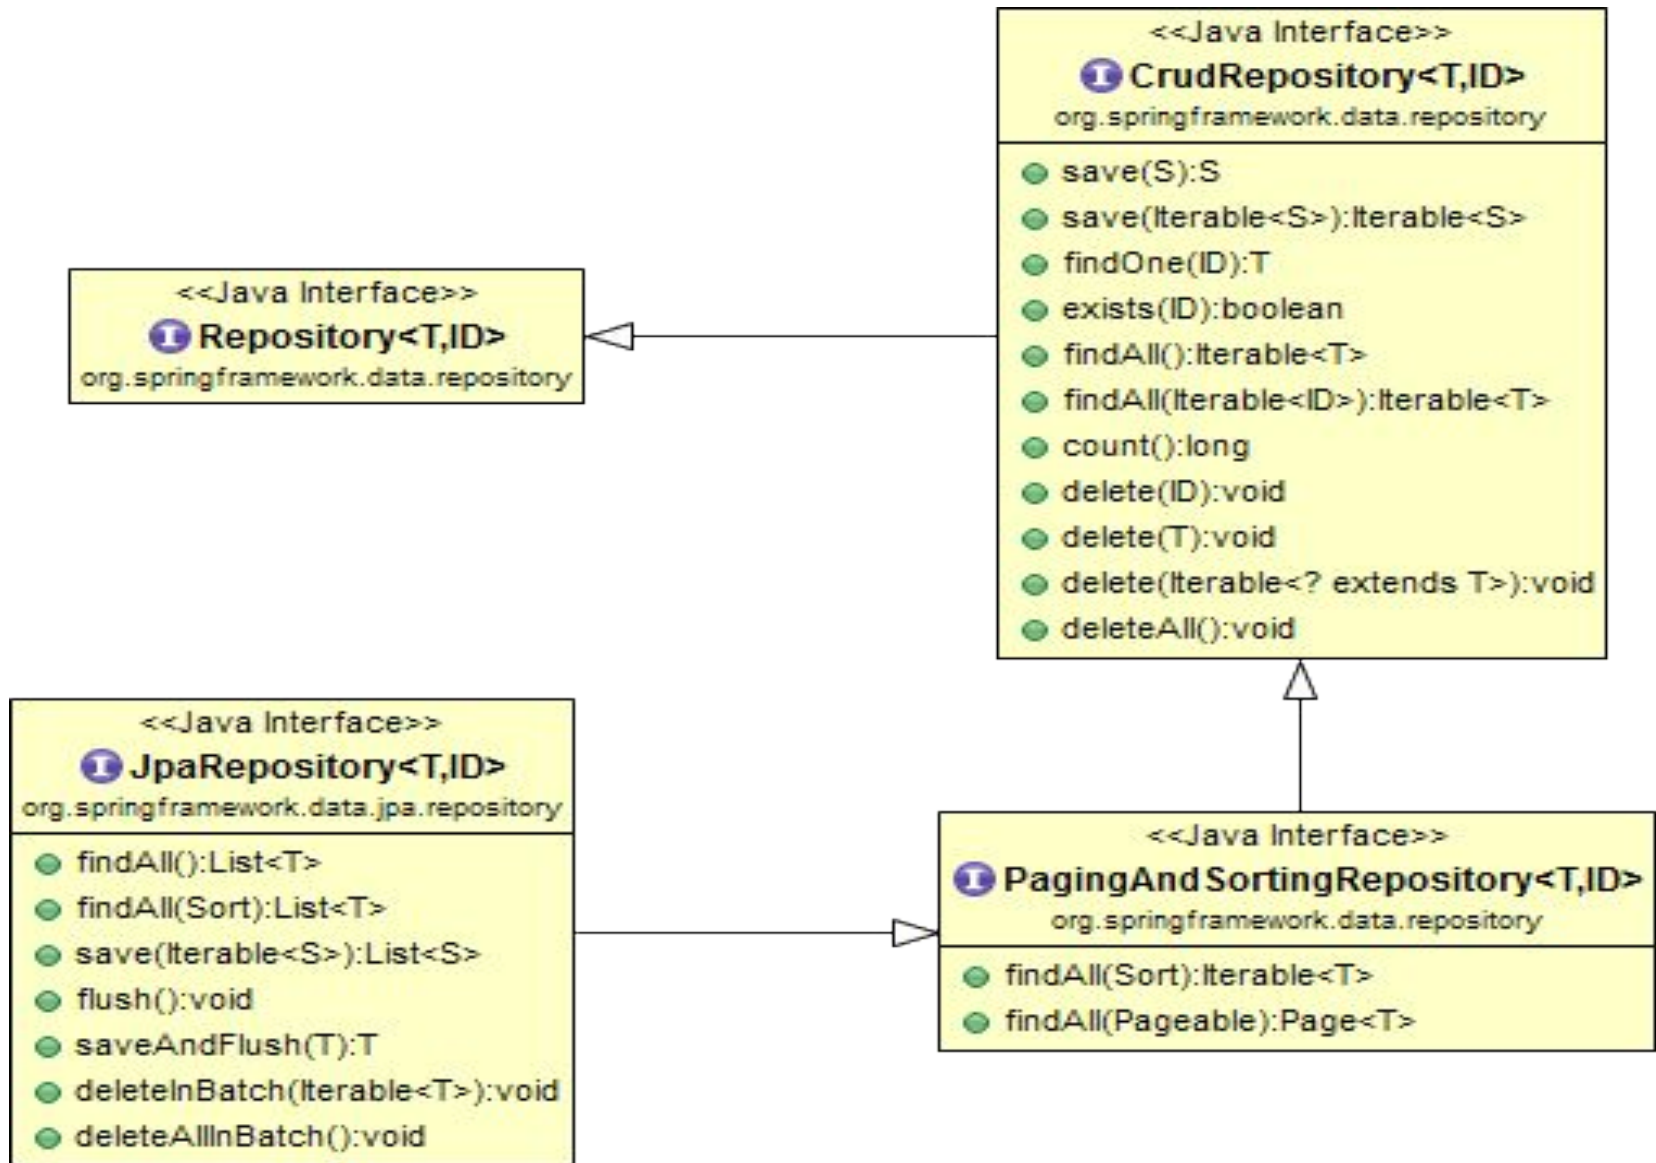 <<Java Interface>>
CrudRepository<T,ID>
org.springframework.data.repository
save(S):S
save(Iterable<S>):Iterable<S>
findOne(ID):T
exists(ID):boolean
findAll():Iterable<T>
findAll(Iterable<ID>):Iterable<T>
count():long
delete(ID):void
delete(T):void
delete(Iterable<? extends T>):void
deleteAll():void
<<Java Interface>>
Repository<T,ID>
org.springframework.data.repository
<<Java Interface>>
JpaRepository<T,ID>
org.springframework.data.jpa.repository
findAll():List<T>
findAll(Sort):List<T>
save(Iterable<S>):List<S>
flush():void
saveAndFlush(T):T
deleteInBatch(Iterable<T>):void
deleteAllInBatch():void
<<Java Interface>>
PagingAndSortingRepository<T,ID>
org.springframework.data.repository
findAll(Sort):Iterable<T>
findAll(Pageable):Page<T>